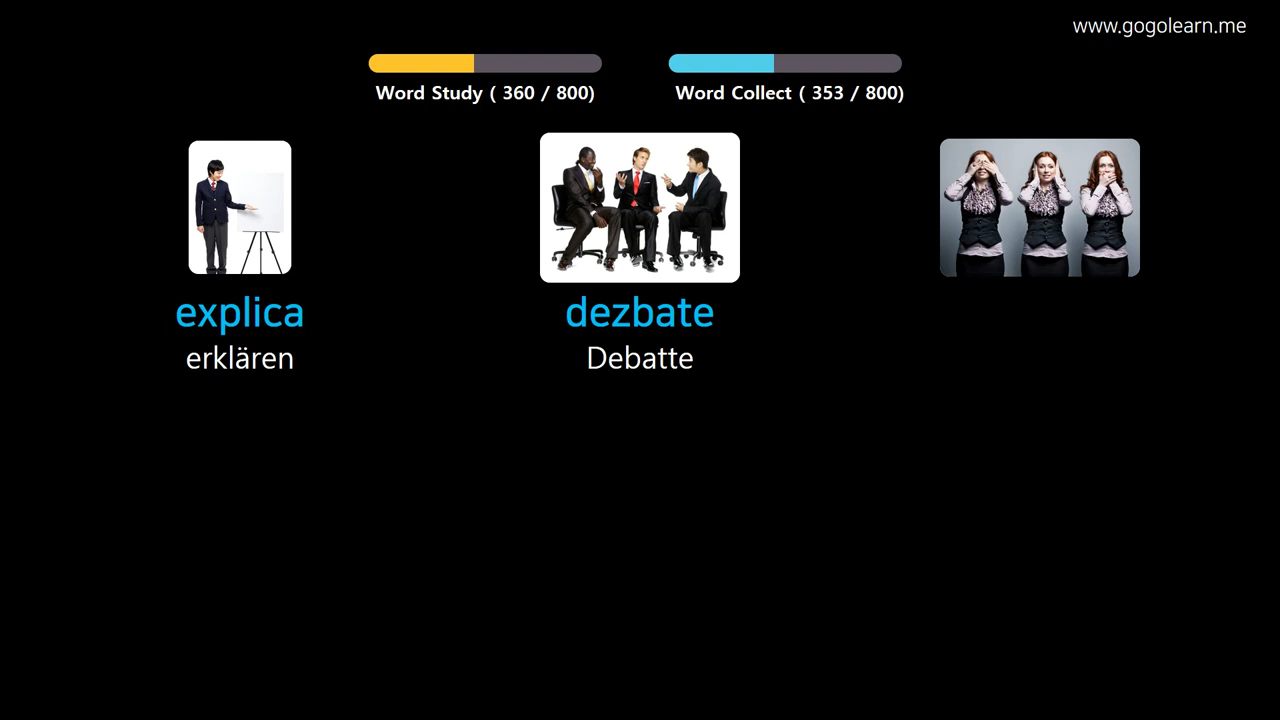 www.gogolearn.me
Word Study ( 360 / 800)
Word Collect ( 353 / 800)
explica
erklären
dezbate
Debatte